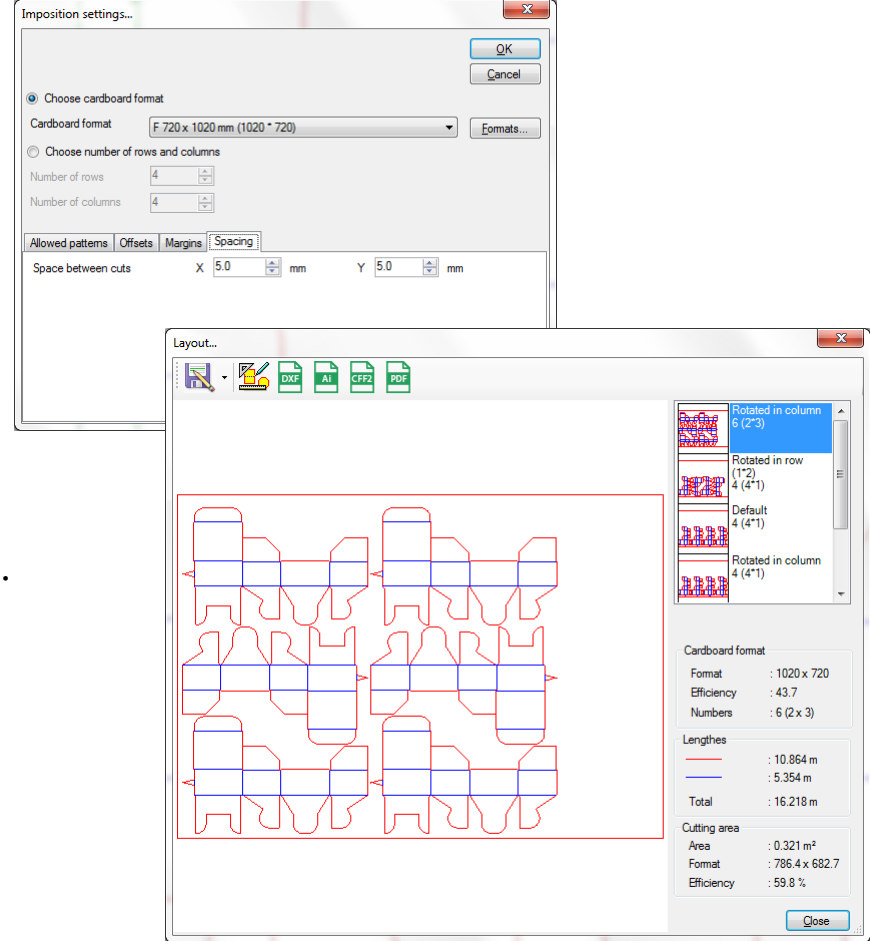 Imposition settings...
OK
Cancel
Choose cardboard format
Cardboard format F 720 x 1020 mm (1020 * 720) Formats...
Choose number of rows and columns
Number of rows 4
Number of columns 4
Allowed patterns Offsets Margins Spacing
Space between cuts X 5.0 mm Y 5.0 mm
Layout...
DXF AI CFF2 PDF
Rotated in column
6 (2*3)
Rotated in row
(1*2)
4 (4*1)
Default
4 (4*1)
Rotated in column
4 (4*1)
Cardboard format
Format : 1020 x 720
Efficiency : 43.7
Numbers : 6 (2 x 3)
Lengthes
: 10.864 m
: 5.354 m
Total : 16.218 m
Cutting area
Area : 0.321 m²
Format : 786.4 x 682.7
Efficiency : 59.8 %
Close